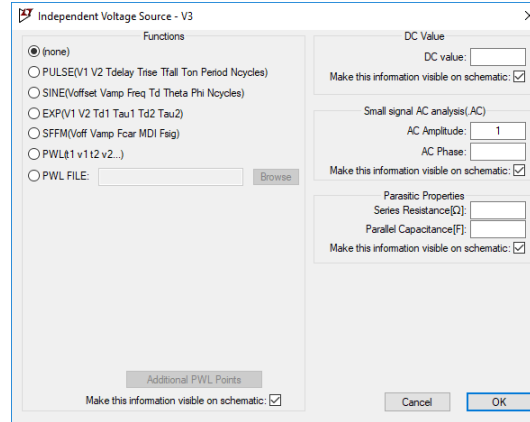 Independent Voltage Source - V3
Functions
(none)
PULSE(V1 V2 Tdelay Trise Tfall Ton Period Ncycles)
SINE(Voffset Vamp Freq Td Theta Phi Ncycles)
EXP(V1 V2 Td1 Tau1 Td2 Tau2)
SFFM(Voff Vamp Fcar MDI Fsig)
PWL(t1 v1 t2 v2...)
PWL FILE:
Browse
Additional PWL Points
Make this information visible on schematic:
DC Value
DC value:
Make this information visible on schematic:
Small signal AC analysis(.AC)
AC Amplitude: 1
AC Phase:
Make this information visible on schematic:
Parasitic Properties
Series Resistance[Ω]:
Parallel Capacitance[F]:
Make this information visible on schematic:
Cancel
OK